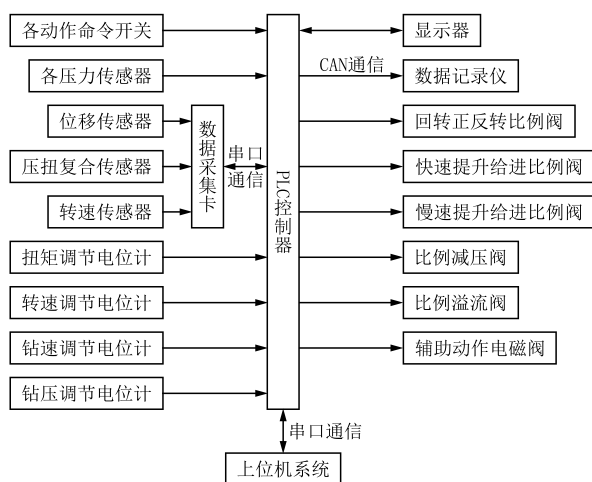 各动作命令开关
各压力传感器
位移传感器
压扭复合传感器
转速传感器
扭矩调节电位计
转速调节电位计
钻速调节电位计
钻压调节电位计
数据采集卡
串口
通信
PLC控制器
CAN通信
显示器
数据记录仪
回转正反转比例阀
快速提升给进比例阀
慢速提升给进比例阀
比例减压阀
比例溢流阀
辅助动作电磁阀
串口通信
上位机系统